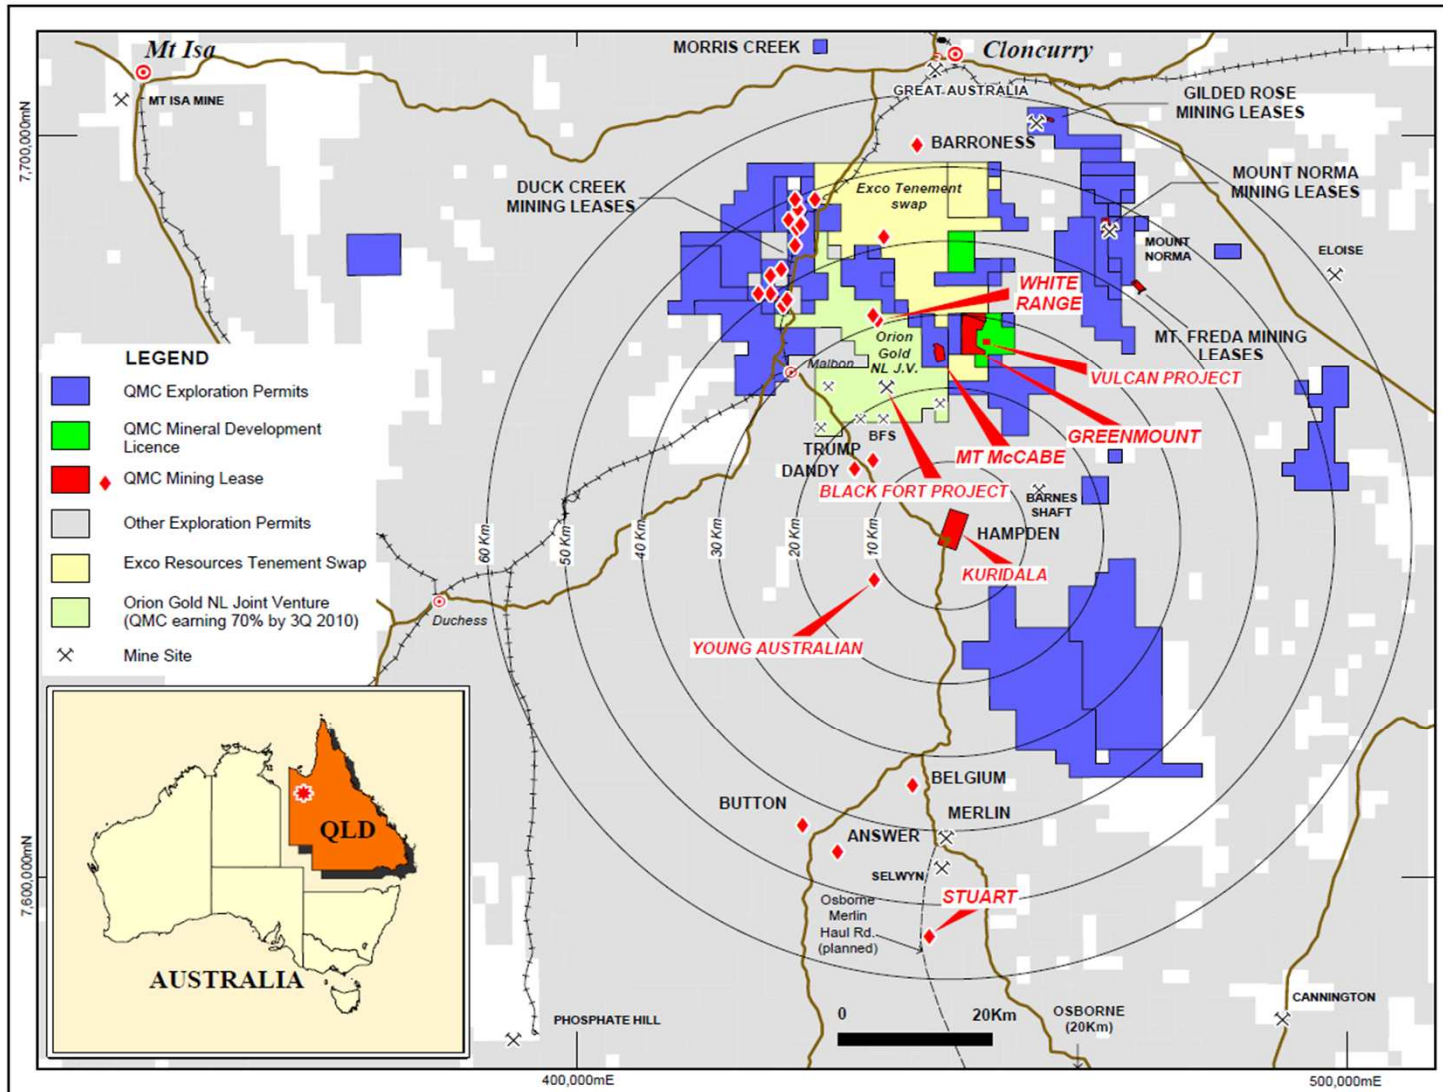 Mt Isa
MORRIS CREEK
Cloncurry
MT ISA MINE
GREAT AUSTRALIA
GILDED ROSE
MINING LEASES
7,700,000mN
BARRONESS
DUCK CREEK
MINING LEASES
Exco Tenement
swap
MOUNT NORMA
MINING LEASES
MOUNT
NORMA
ELOISE
WHITE
RANGE
Orion
Gold
NL J.V.
MT. FREDA MINING
LEASES
Malbon
VULCAN PROJECT
GREENMOUNT
BFS
TRUMP
DANDY
MT McCABE
BLACK FORT PROJECT
BARNES
SHAFT
60 Km
50 Km
40 Km
30 Km
20 Km
10 Km
HAMPDEN
KURIDALA
Duchess
YOUNG AUSTRALIAN
LEGEND
QMC Exploration Permits
QMC Mineral Development
Licence
QMC Mining Lease
Other Exploration Permits
Exco Resources Tenement Swap
Orion Gold NL Joint Venture
(QMC earning 70% by 3Q 2010)
Mine Site
BELGIUM
BUTTON
MERLIN
ANSWER
SELWYN
STUART
Osborne
Merlin
Haul Rd.
(planned)
7,600,000mN
QLD
AUSTRALIA
PHOSPHATE HILL
0
20Km
OSBORNE
(20Km)
CANNINGTON
400,000mE
500,000mE